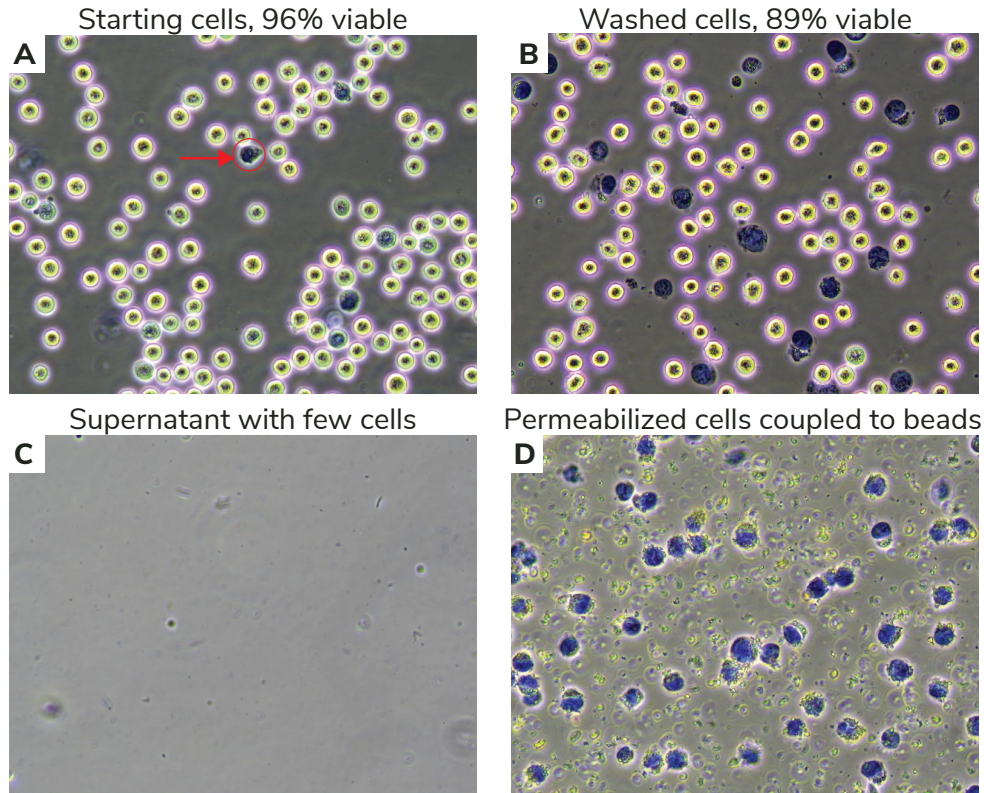 Starting cells, 96% viable
A
Washed cells, 89% viable
B
Supernatant with few cells
C
Permeabilized cells coupled to beads
D